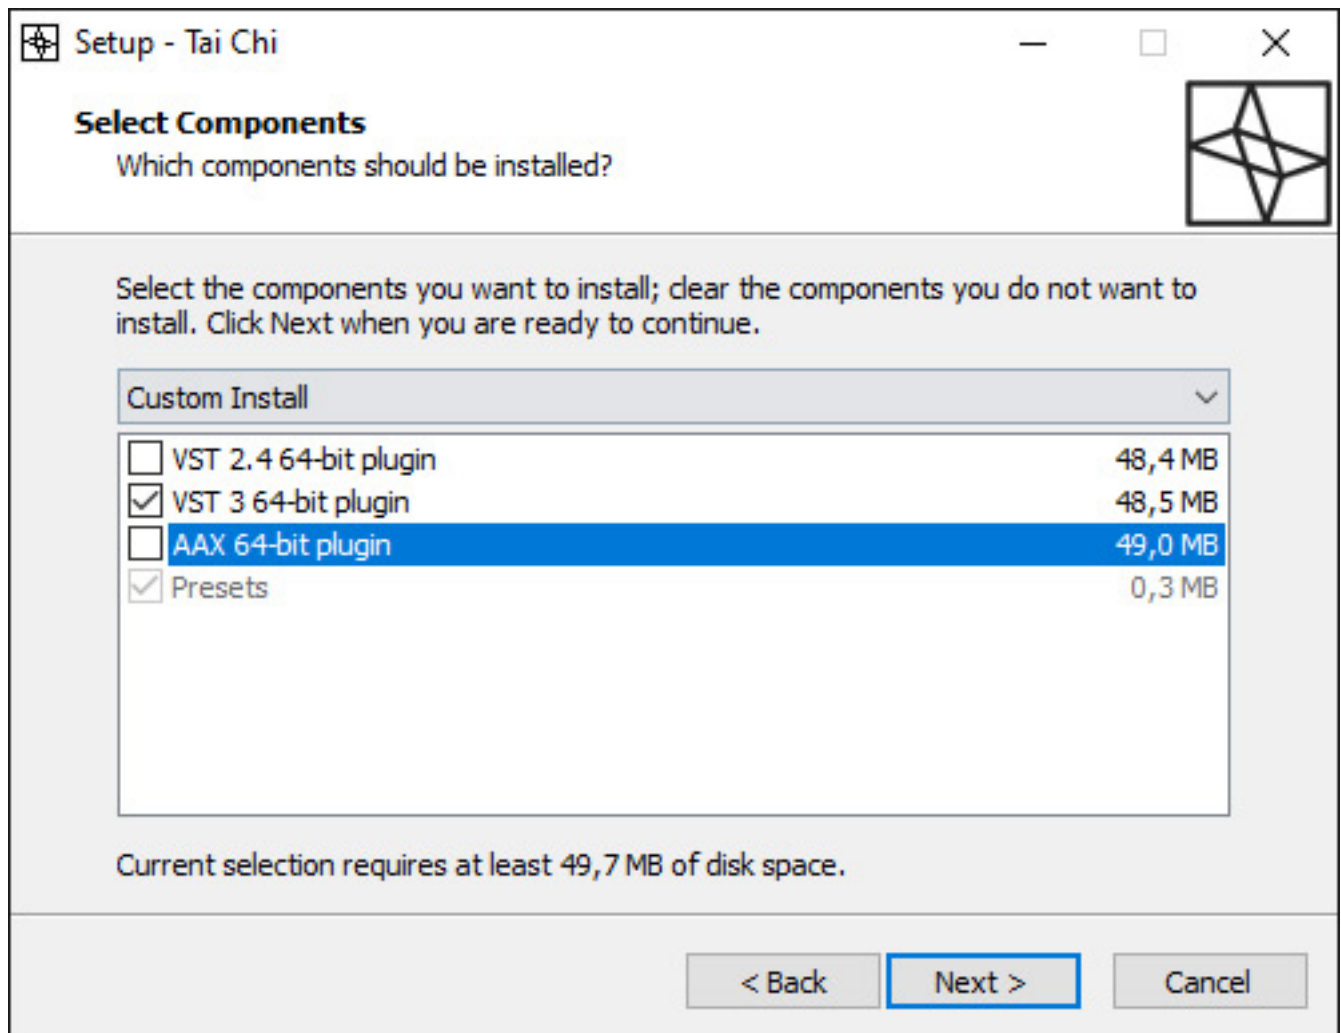 Setup - Tai Chi
Select Components
Which components should be installed?
Select the components you want to install; clear the components you do not want to
install. Click Next when you are ready to continue.
Custom Install
VST 2.4 64-bit plugin 48,4 MB
VST 3 64-bit plugin 48,5 MB
AAX 64-bit plugin 49,0 MB
Presets 0,3 MB
Current selection requires at least 49,7 MB of disk space.
< Back Next > Cancel